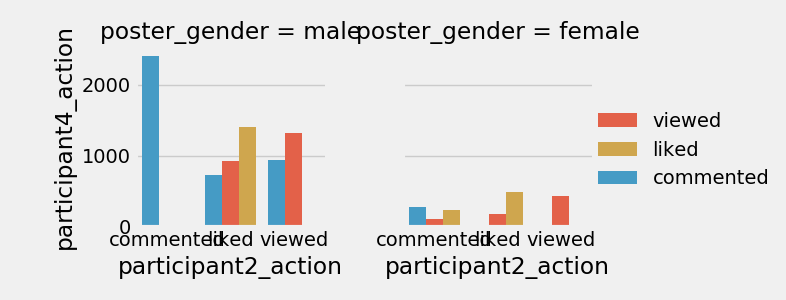 poster_gender = male
poster_gender = female
participant4_action
2000
1000
0
commented
liked
viewed
participant2_action
commented
liked
viewed
participant2_action
viewed
liked
commented